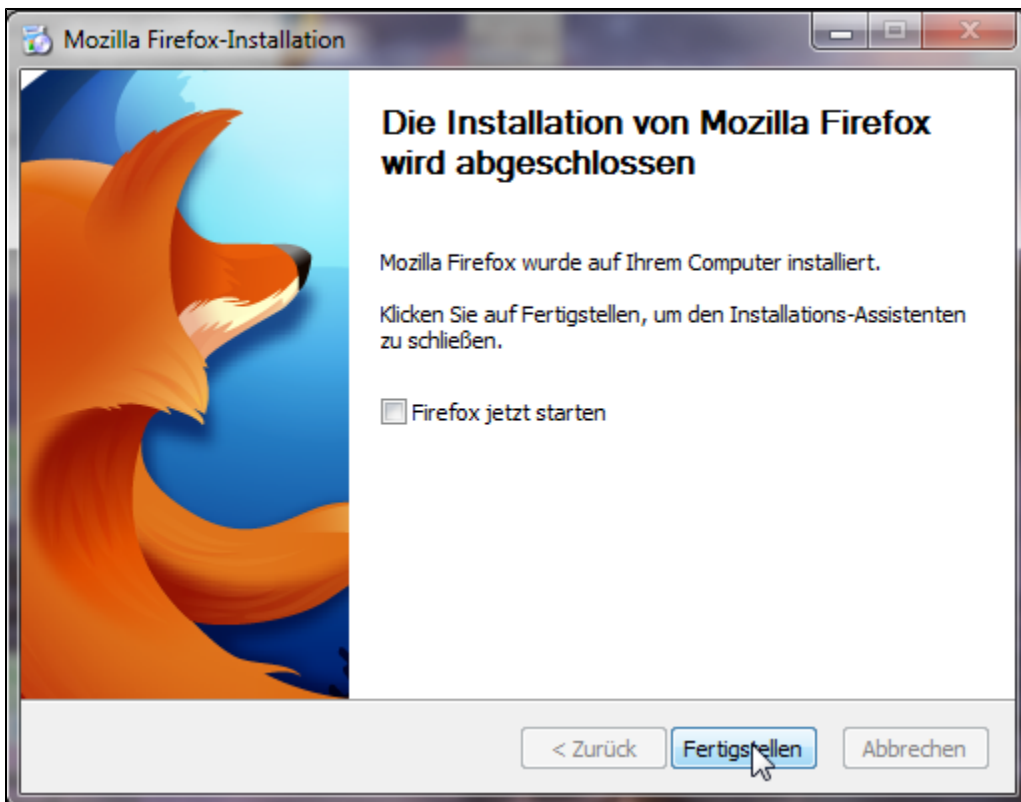 Mozilla Firefox-Installation
Die Installation von Mozilla Firefox
wird abgeschlossen
Mozilla Firefox wurde auf Ihrem Computer installiert.
Klicken Sie auf Fertigstellen, um den Installations-Assistenten
zu schließen.
Firefox jetzt starten
< Zurück Fertigstellen Abbrechen